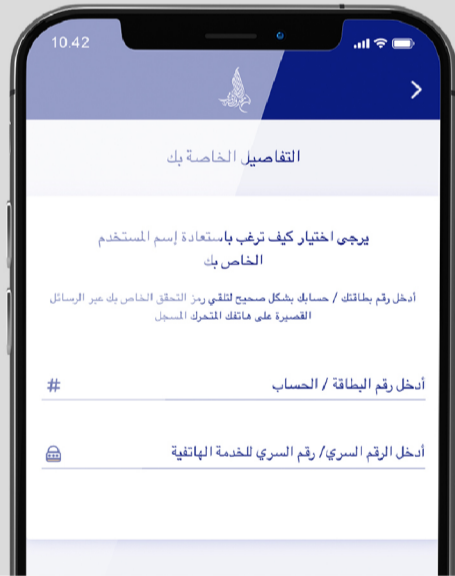 10.42
التفاصيل الخاصة بك
يرجى اختيار كيف ترغب باستعادة إسم المستخدم
الخاص بك
أدخل رقم بطاقتك / حسابك بشكل صحيح لتلقي رمز التحقق الخاص بك عبر الرسائل
القصيرة على هاتفك المتحرك المسجل
أدخل رقم البطاقة / الحساب #
أدخل الرقم السري/ رقم السري للخدمة الهاتفية